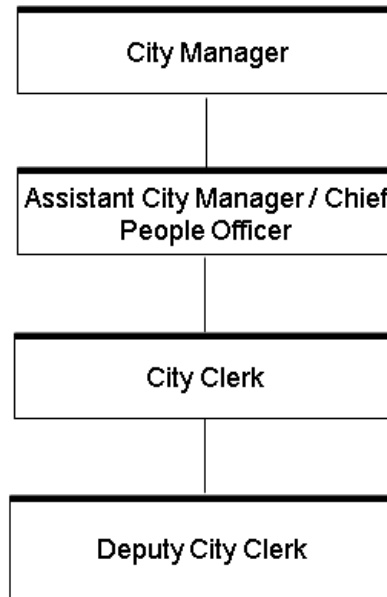 City Manager
Assistant City Manager / Chief
People Officer
City Clerk
Deputy City Clerk